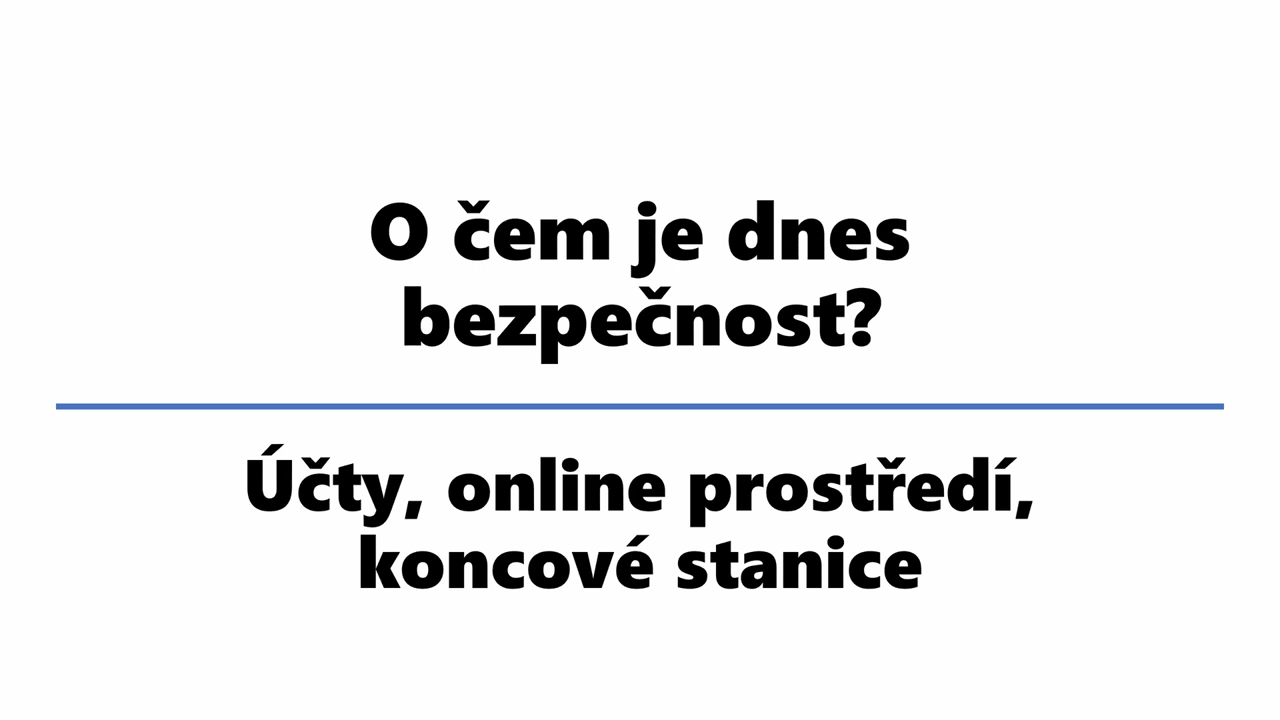 O čem je dnes
bezpečnost?
Účty, online prostředí,
koncové stanice